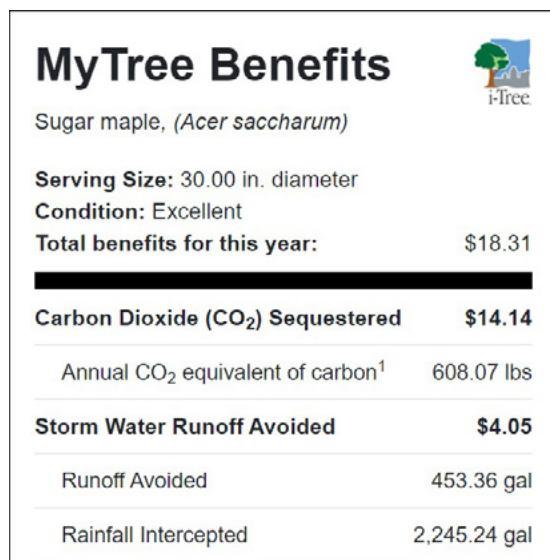 MyTree Benefits
i-Tree
Sugar maple, (Acer saccharum)
Serving Size: 30.00 in. diameter
Condition: Excellent
Total benefits for this year: $18.31
Carbon Dioxide (CO₂) Sequestered $14.14
Annual CO₂ equivalent of carbon¹ 608.07 lbs
Storm Water Runoff Avoided $4.05
Runoff Avoided 453.36 gal
Rainfall Intercepted 2,245.24 gal